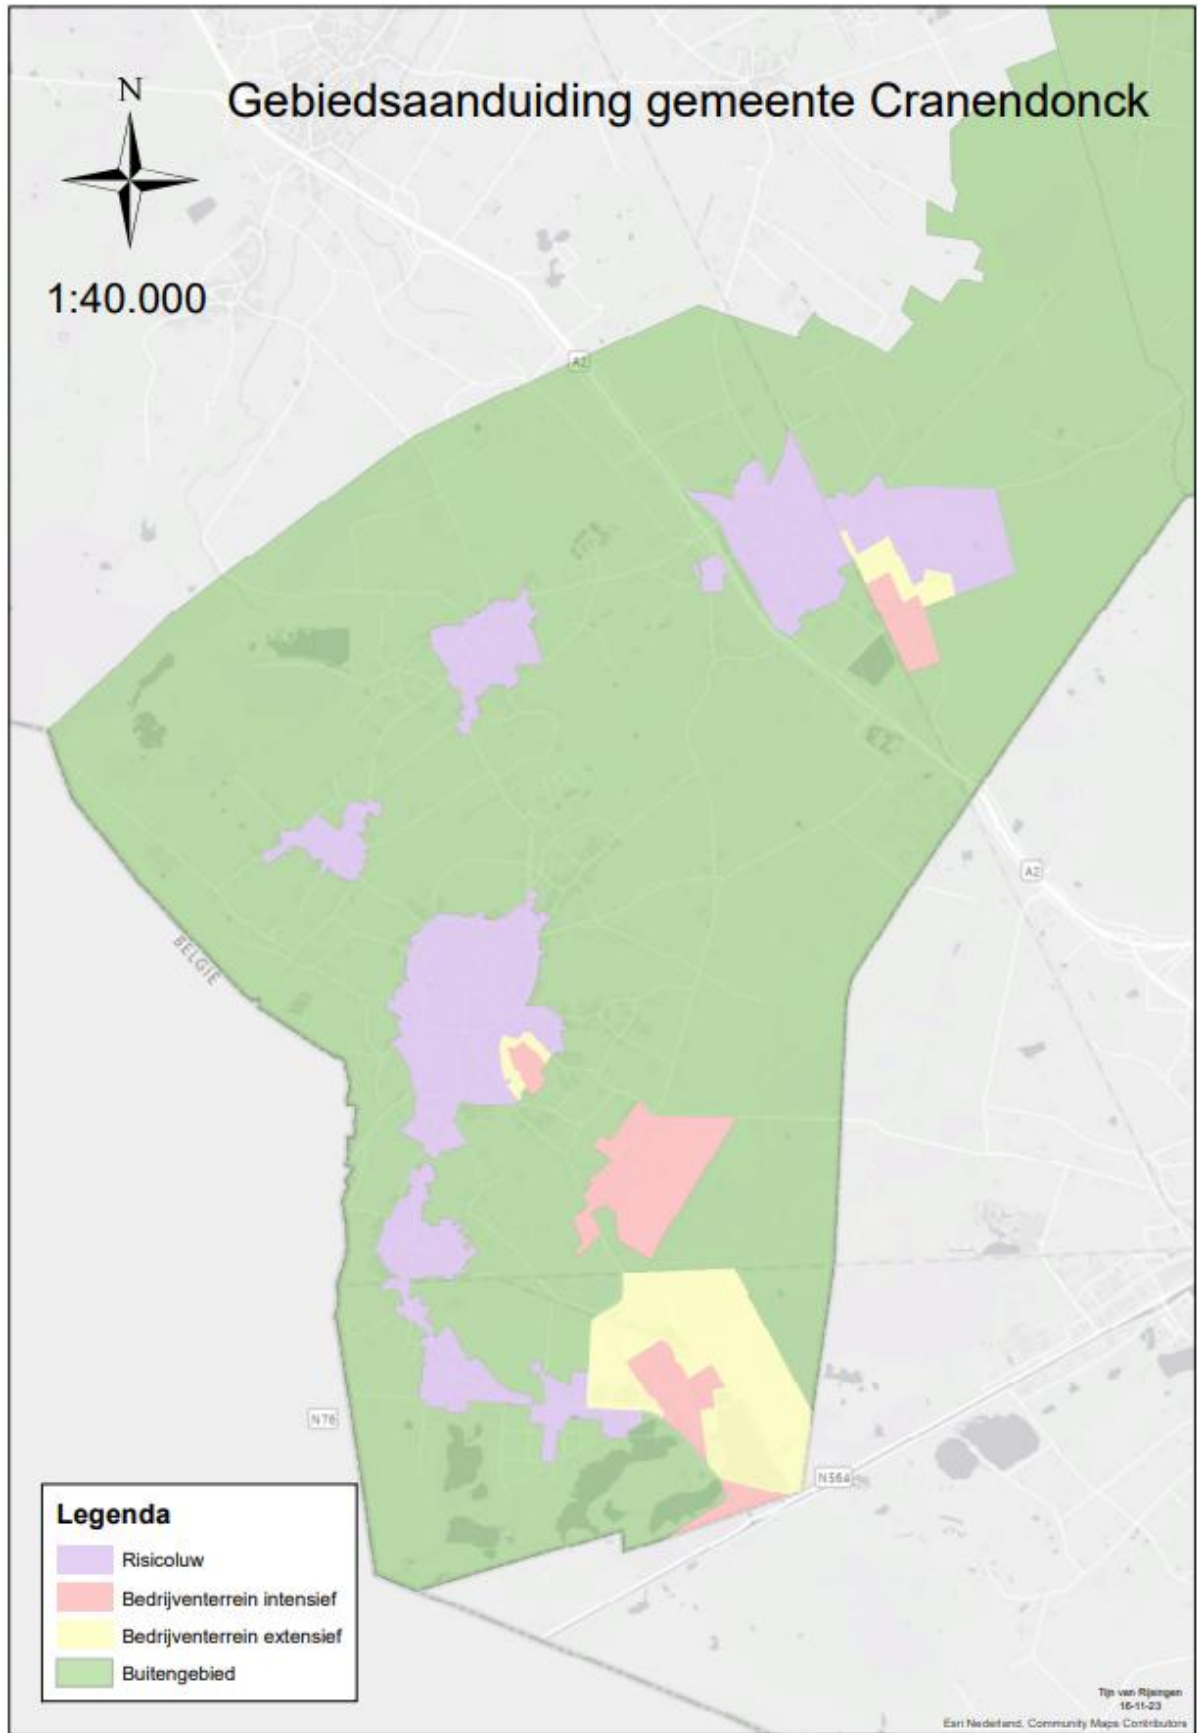 N
Gebiedsaanduiding gemeente Cranendonck
1:40.000
A2
A2
BELGIË
N76
N564
Legenda
Risicoluw
Bedrijventerrein intensief
Bedrijventerrein extensief
Buitengebied
Tijn van Rijsingen
16-11-23
Esri Nederland, Community Maps Contributors